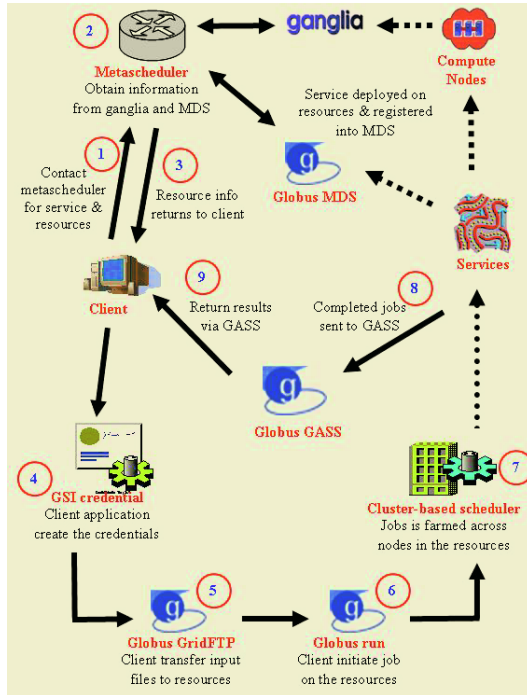 2
ganglia
Metascheduler
Obtain information
from ganglia and MDS
Compute
Nodes
Service deployed on
resources & registered
into MDS
1
Contact
metascheduler
for service &
resources
3
Resource info
returns to client
g
Globus MDS
Services
Client
9
Return results
via GASS
8
Completed jobs
sent to GASS
g
Globus GASS
4
GSI credential
Client application
create the credentials
7
Cluster-based scheduler
Jobs is farmed across
nodes in the resources
5
g
Globus GridFTP
Client transfer input
files to resources
6
g
Globus run
Client initiate job
on the resources